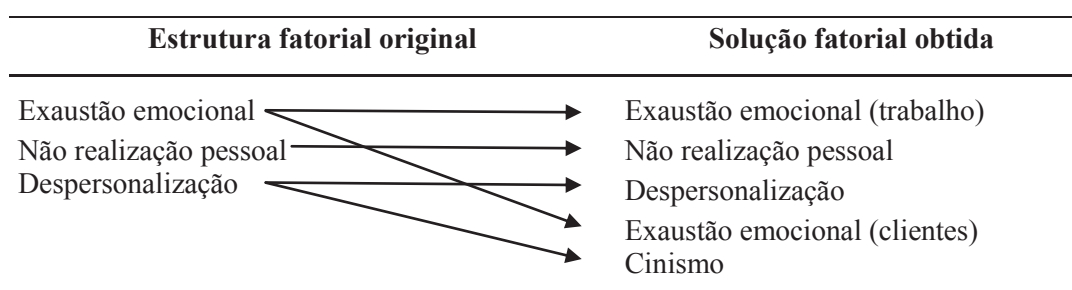 Estrutura fatorial original
Solução fatorial obtida
Exaustão emocional
Não realização pessoal
Despersonalização
Exaustão emocional (trabalho)
Não realização pessoal
Despersonalização
Exaustão emocional (clientes)
Cinismo